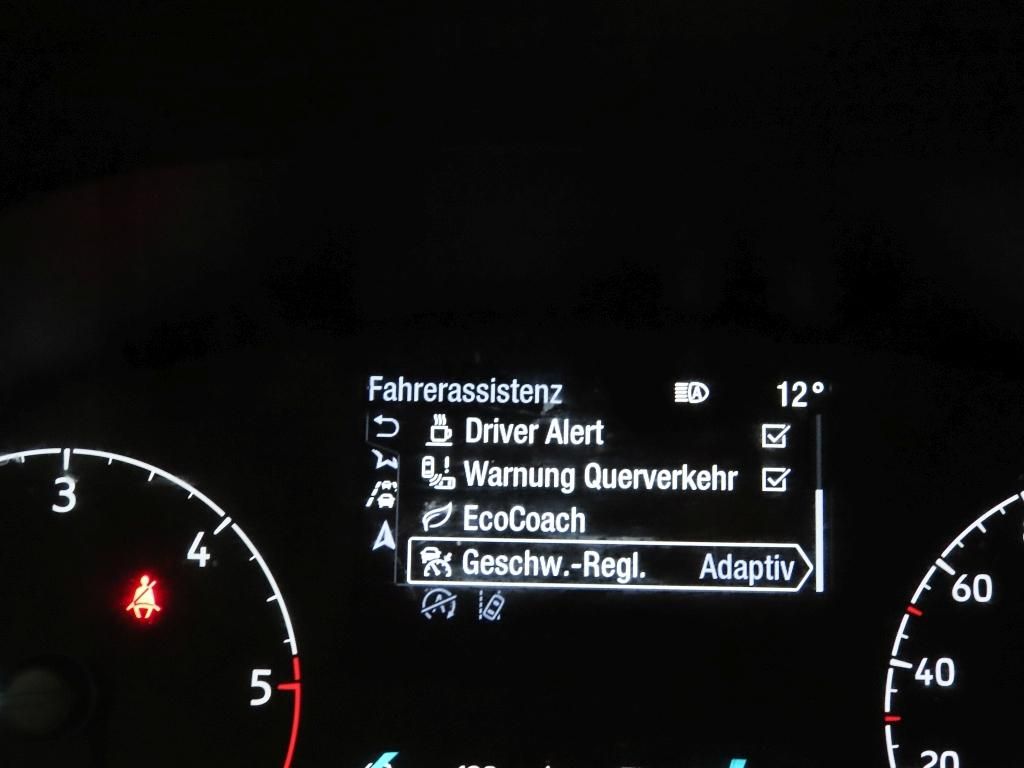 Fahrerassistenz 12°
Driver Alert
Warnung Querverkehr
EcoCoach
Geschw.-Regl. Adaptiv
3
4
5
60
40
20